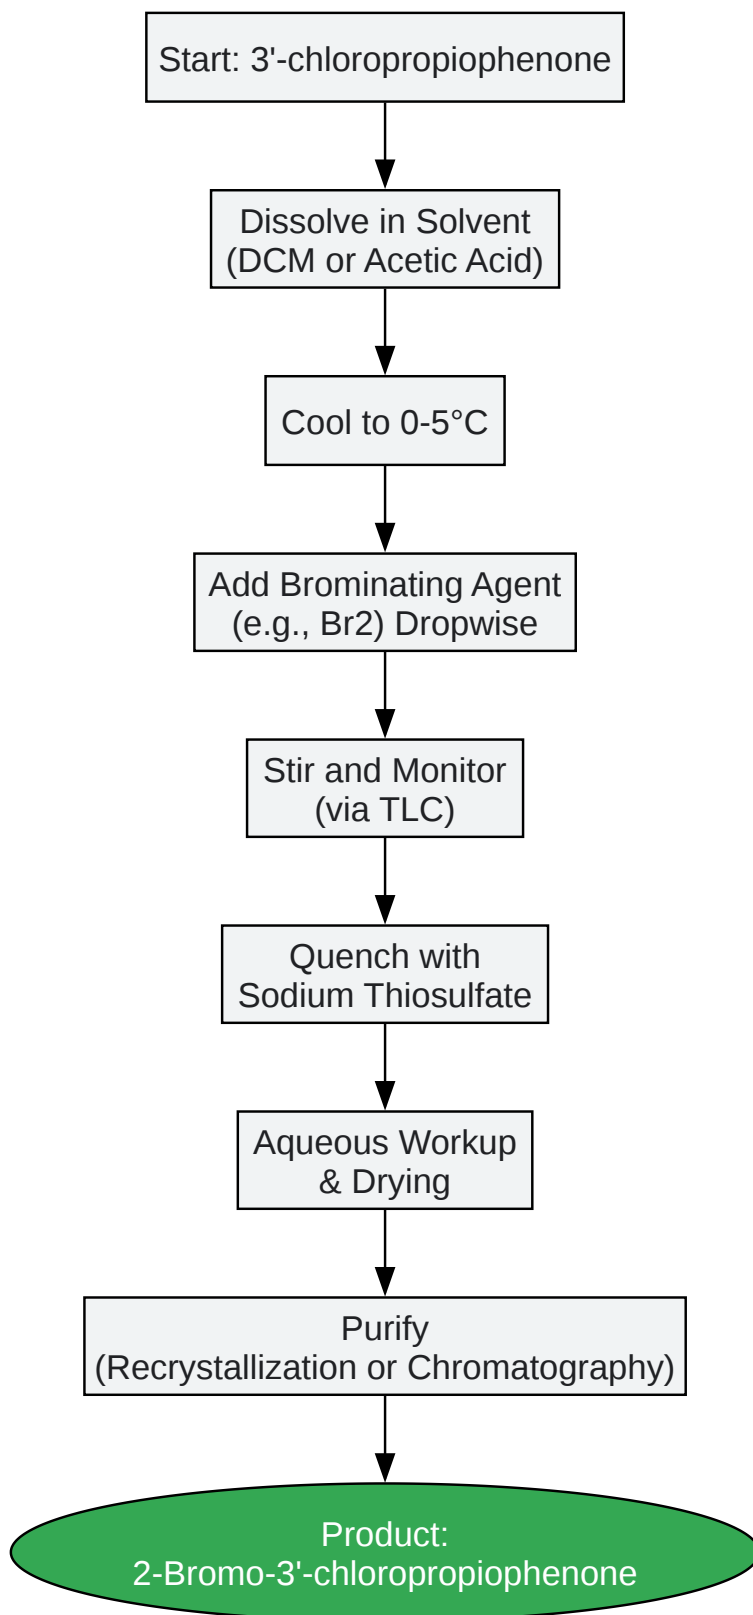 Start: 3'-chloropropiophenone
Dissolve in Solvent
(DCM or Acetic Acid)
Cool to 0-5°C
Add Brominating Agent
(e.g., Br2) Dropwise
Stir and Monitor
(via TLC)
Quench with
Sodium Thiosulfate
Aqueous Workup
& Drying
Purify
(Recrystallization or Chromatography)
Product:
2-Bromo-3'-chloropropiophenone